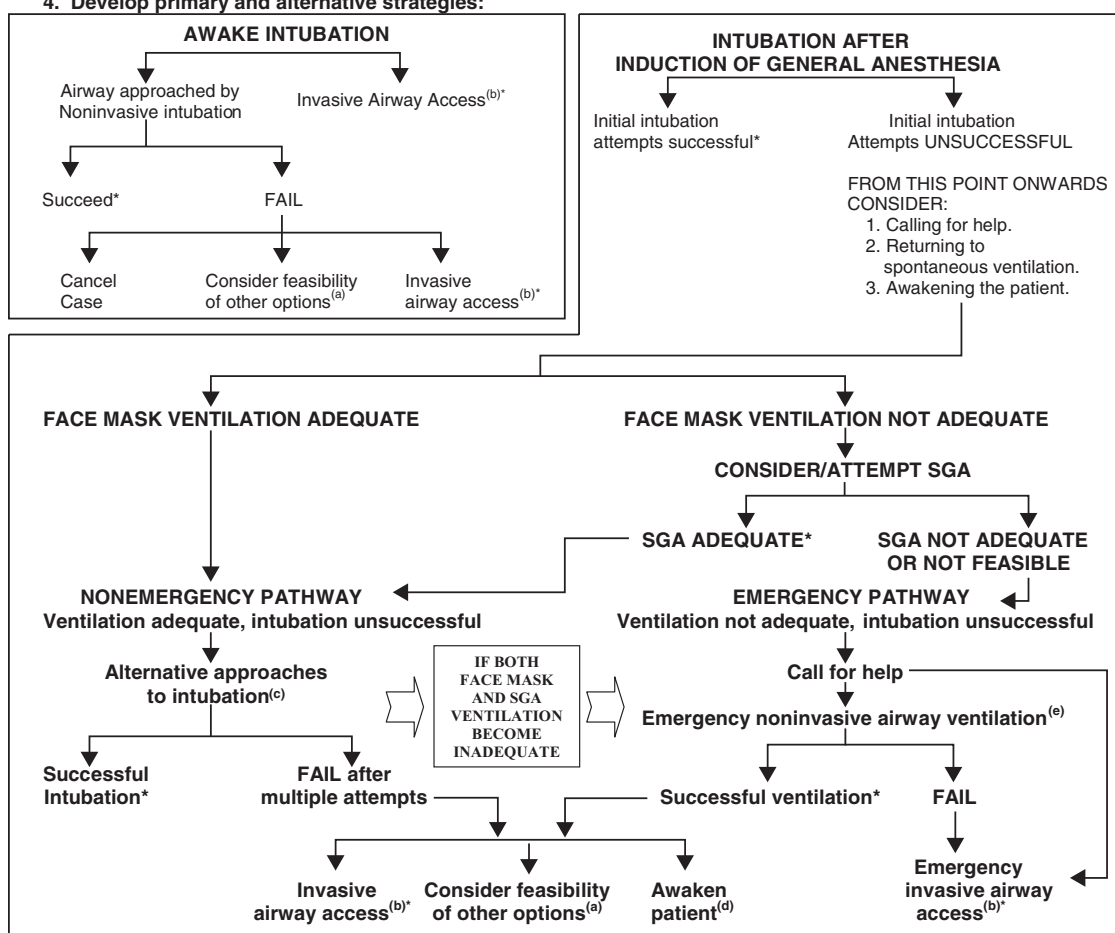 4. Develop primary and alternative strategies:
AWAKE INTUBATION
Airway approached by
Noninvasive intubation
Invasive Airway Access(b)*
Succeed*
FAIL
Cancel
Case
Consider feasibility
of other options(a)
Invasive
airway access(b)*
INTUBATION AFTER
INDUCTION OF GENERAL ANESTHESIA
Initial intubation
attempts successful*
Initial intubation
Attempts UNSUCCESSFUL
FROM THIS POINT ONWARDS
CONSIDER:
1. Calling for help.
2. Returning to
spontaneous ventilation.
3. Awakening the patient.
FACE MASK VENTILATION ADEQUATE
FACE MASK VENTILATION NOT ADEQUATE
CONSIDER/ATTEMPT SGA
SGA ADEQUATE*
SGA NOT ADEQUATE
OR NOT FEASIBLE
NONEMERGENCY PATHWAY
Ventilation adequate, intubation unsuccessful
EMERGENCY PATHWAY
Ventilation not adequate, intubation unsuccessful
Alternative approaches
to intubation(c)
IF BOTH
FACE MASK
AND SGA
VENTILATION
BECOME
INADEQUATE
Call for help
Emergency noninvasive airway ventilation(e)
Successful
Intubation*
FAIL after
multiple attempts
Successful ventilation*
FAIL
Invasive
airway access(b)*
Consider feasibility
of other options(a)
Awaken
patient(d)
Emergency
invasive airway
access(b)*